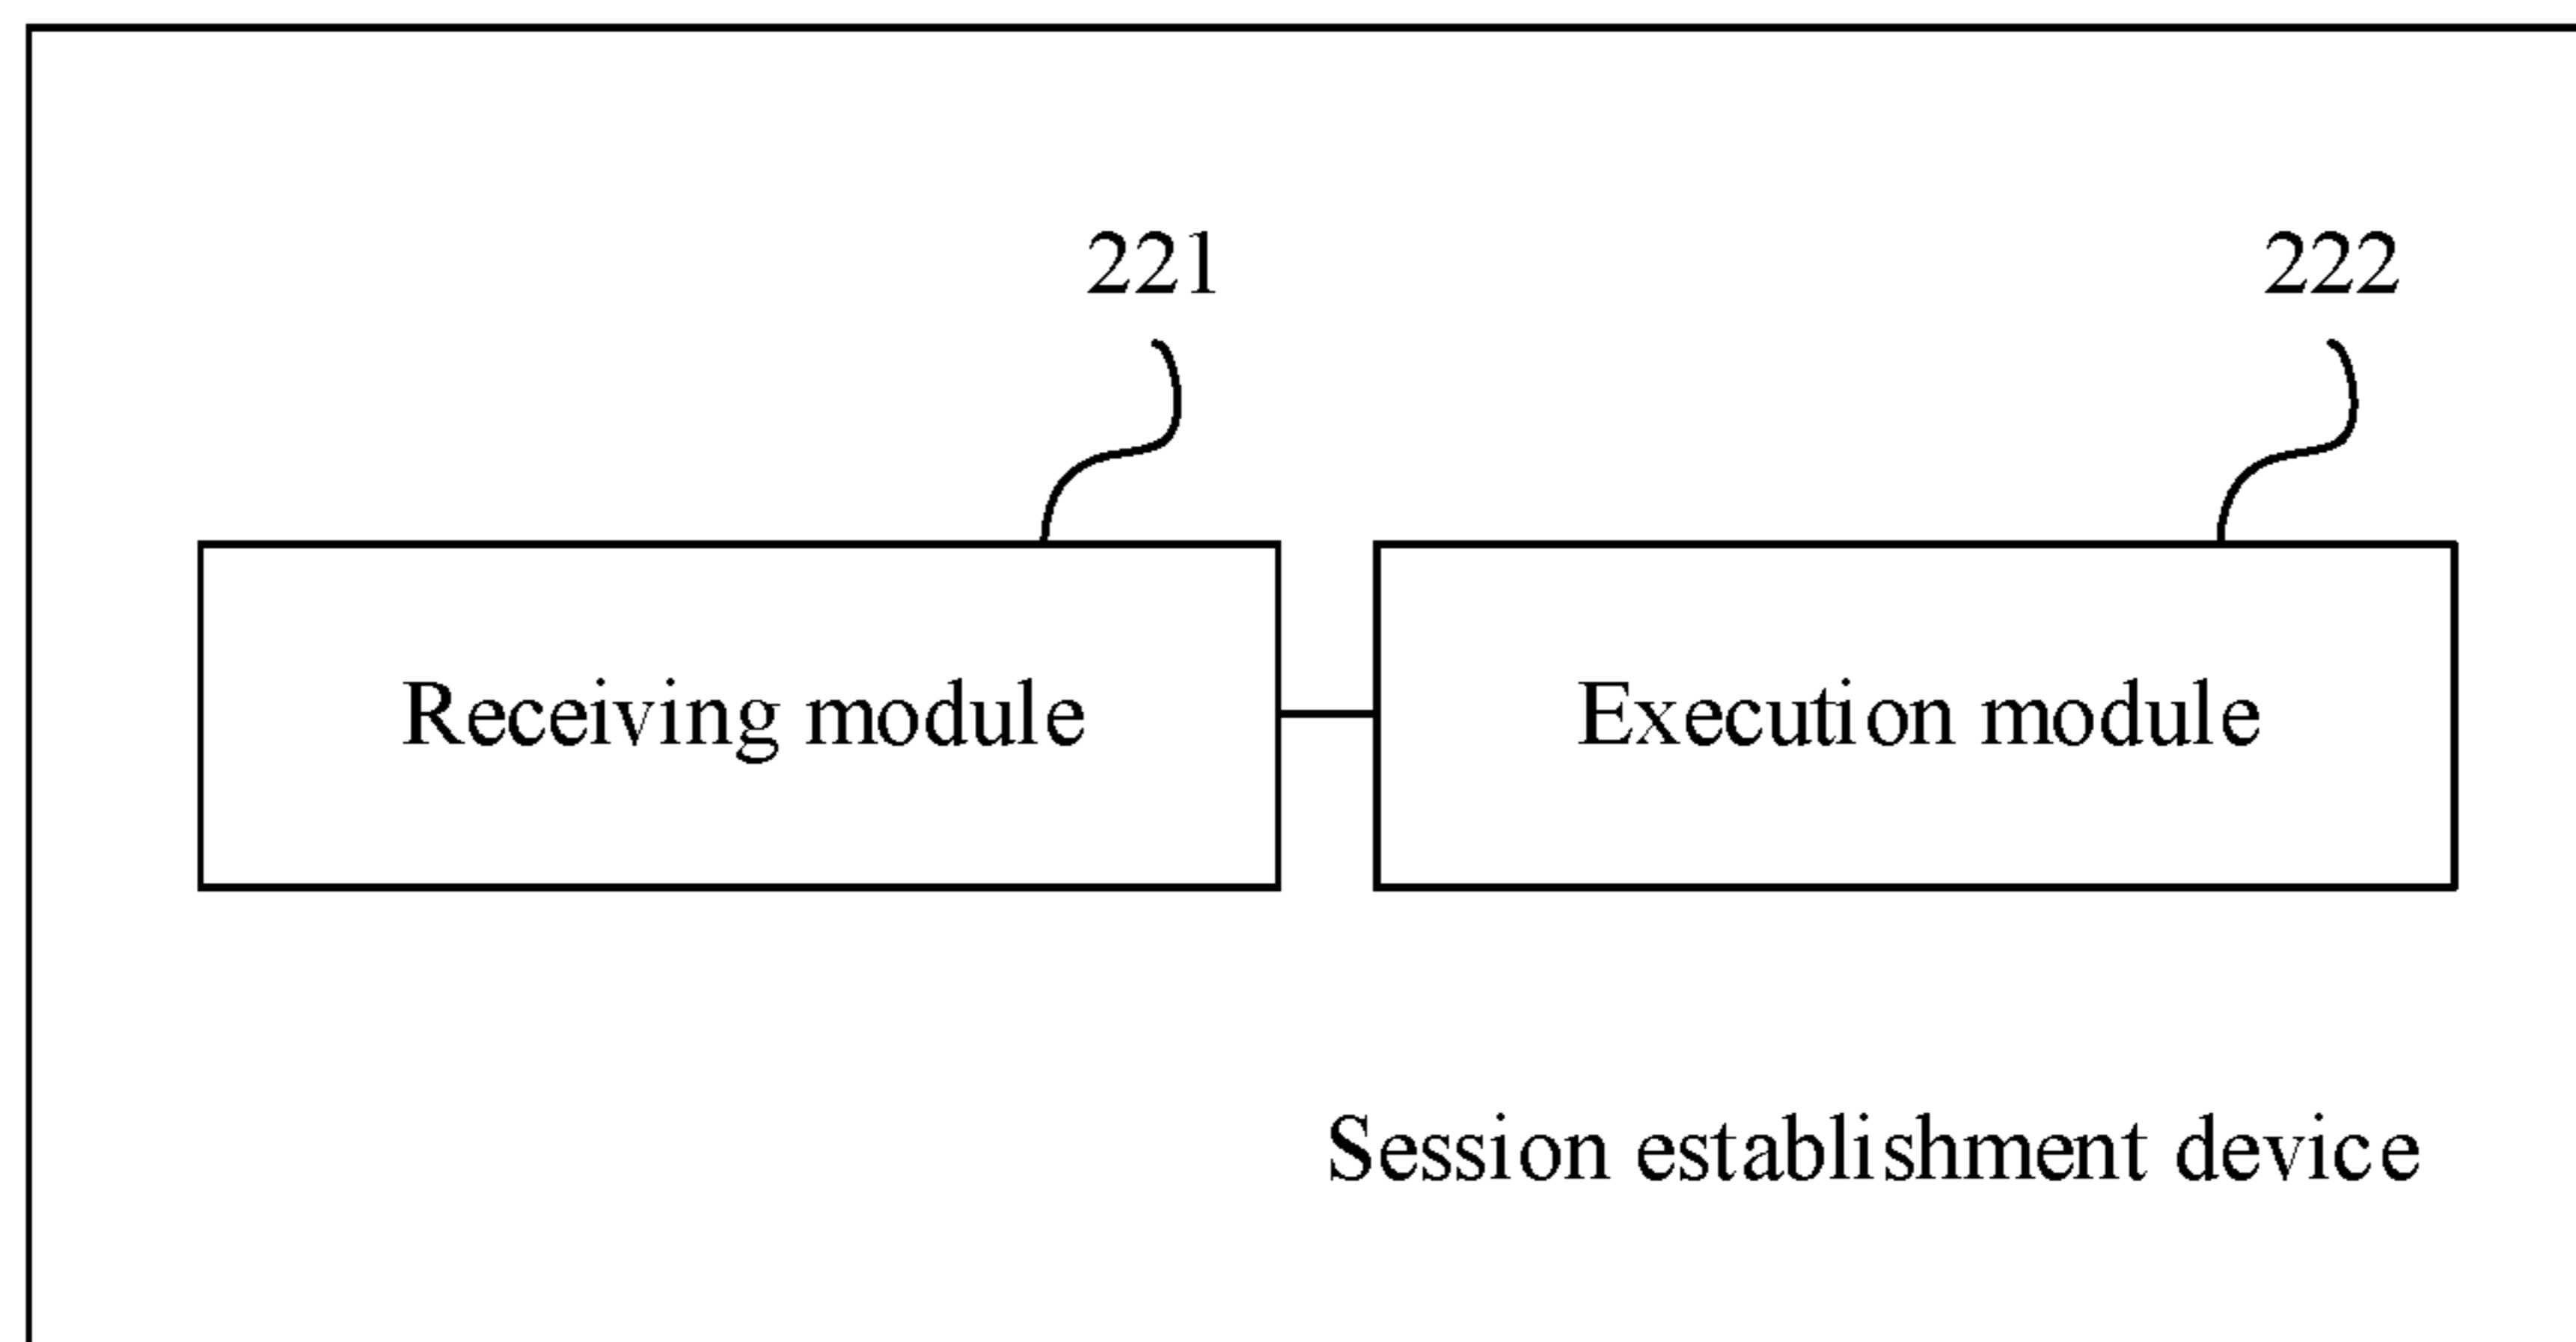 221
222
Receiving module
Execution module
Session establishment device